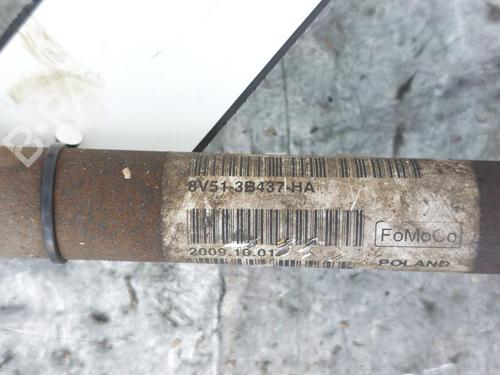 8V51-3B437-HA
FoMoCo
2009.10.01
POLAND